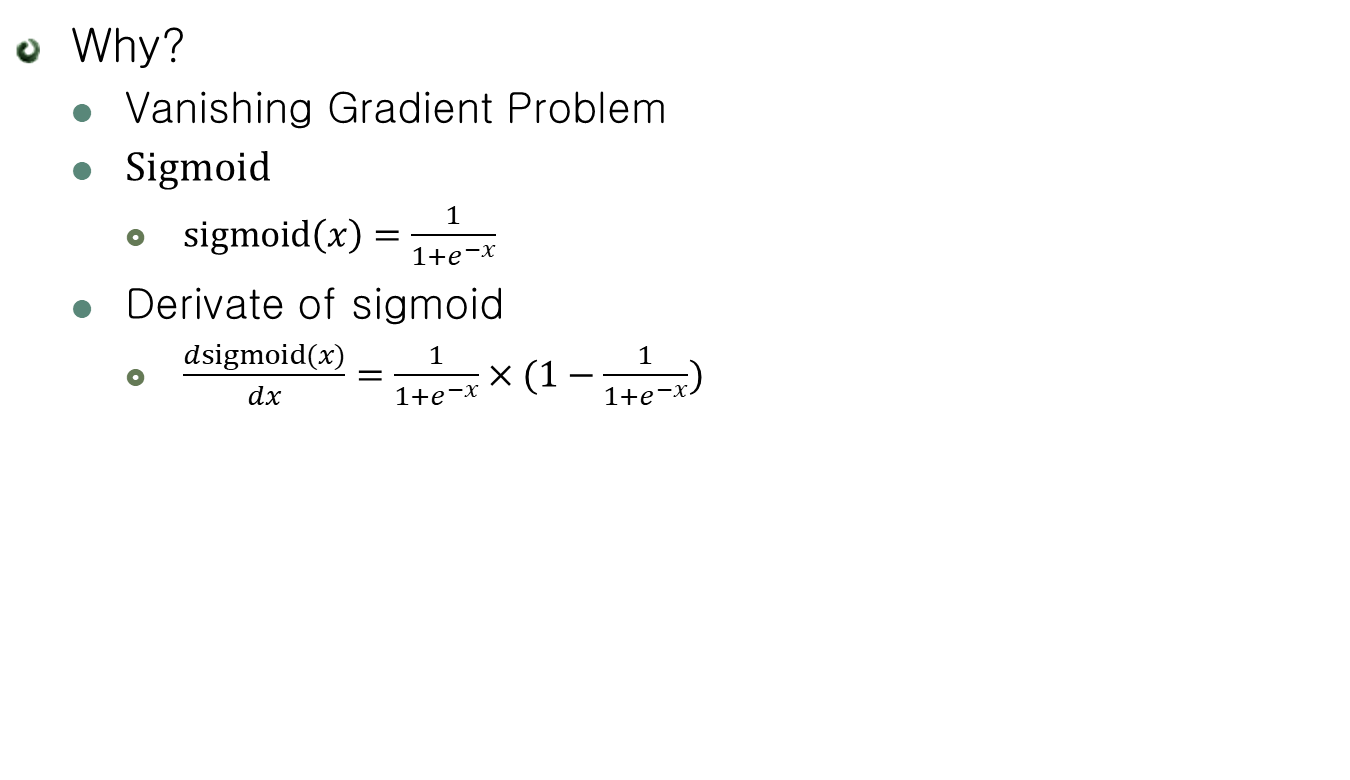 Why?
Vanishing Gradient Problem
Sigmoid
sigmoid(x) = 1/(1+e^{-x})
Derivate of sigmoid
dsigmoid(x)/dx = 1/(1+e^{-x}) × (1 − 1/(1+e^{-x}))